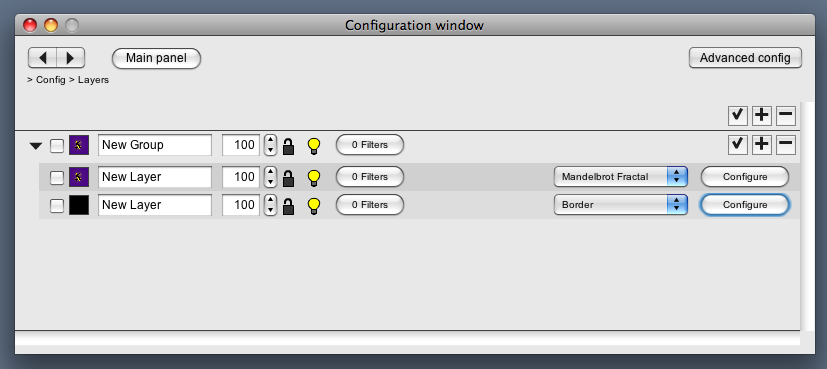 Configuration window
Main panel
Advanced config
> Config > Layers
New Group 100 0 Filters
New Layer 100 0 Filters Mandelbrot Fractal Configure
New Layer 100 0 Filters Border Configure